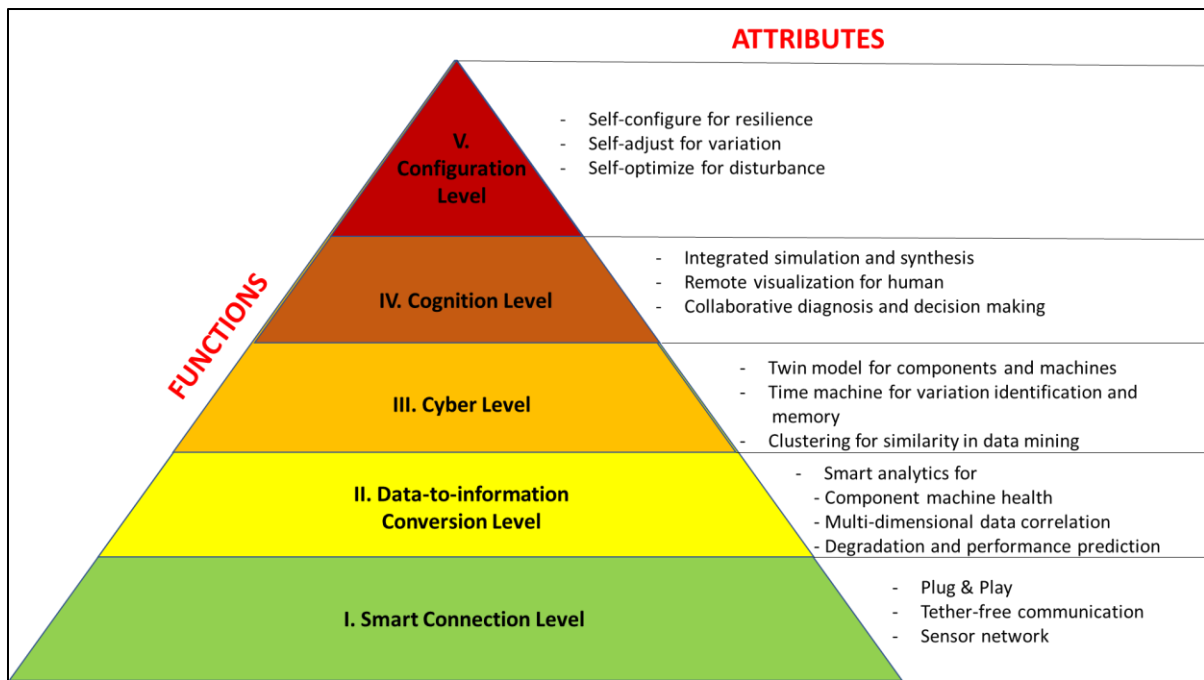 ATTRIBUTES
FUNCTIONS
V.
Configuration
Level
- Self-configure for resilience
- Self-adjust for variation
- Self-optimize for disturbance
IV. Cognition Level
- Integrated simulation and synthesis
- Remote visualization for human
- Collaborative diagnosis and decision making
III. Cyber Level
- Twin model for components and machines
- Time machine for variation identification and
memory
- Clustering for similarity in data mining
II. Data-to-information
Conversion Level
- Smart analytics for
- Component machine health
- Multi-dimensional data correlation
- Degradation and performance prediction
I. Smart Connection Level
- Plug & Play
- Tether-free communication
- Sensor network